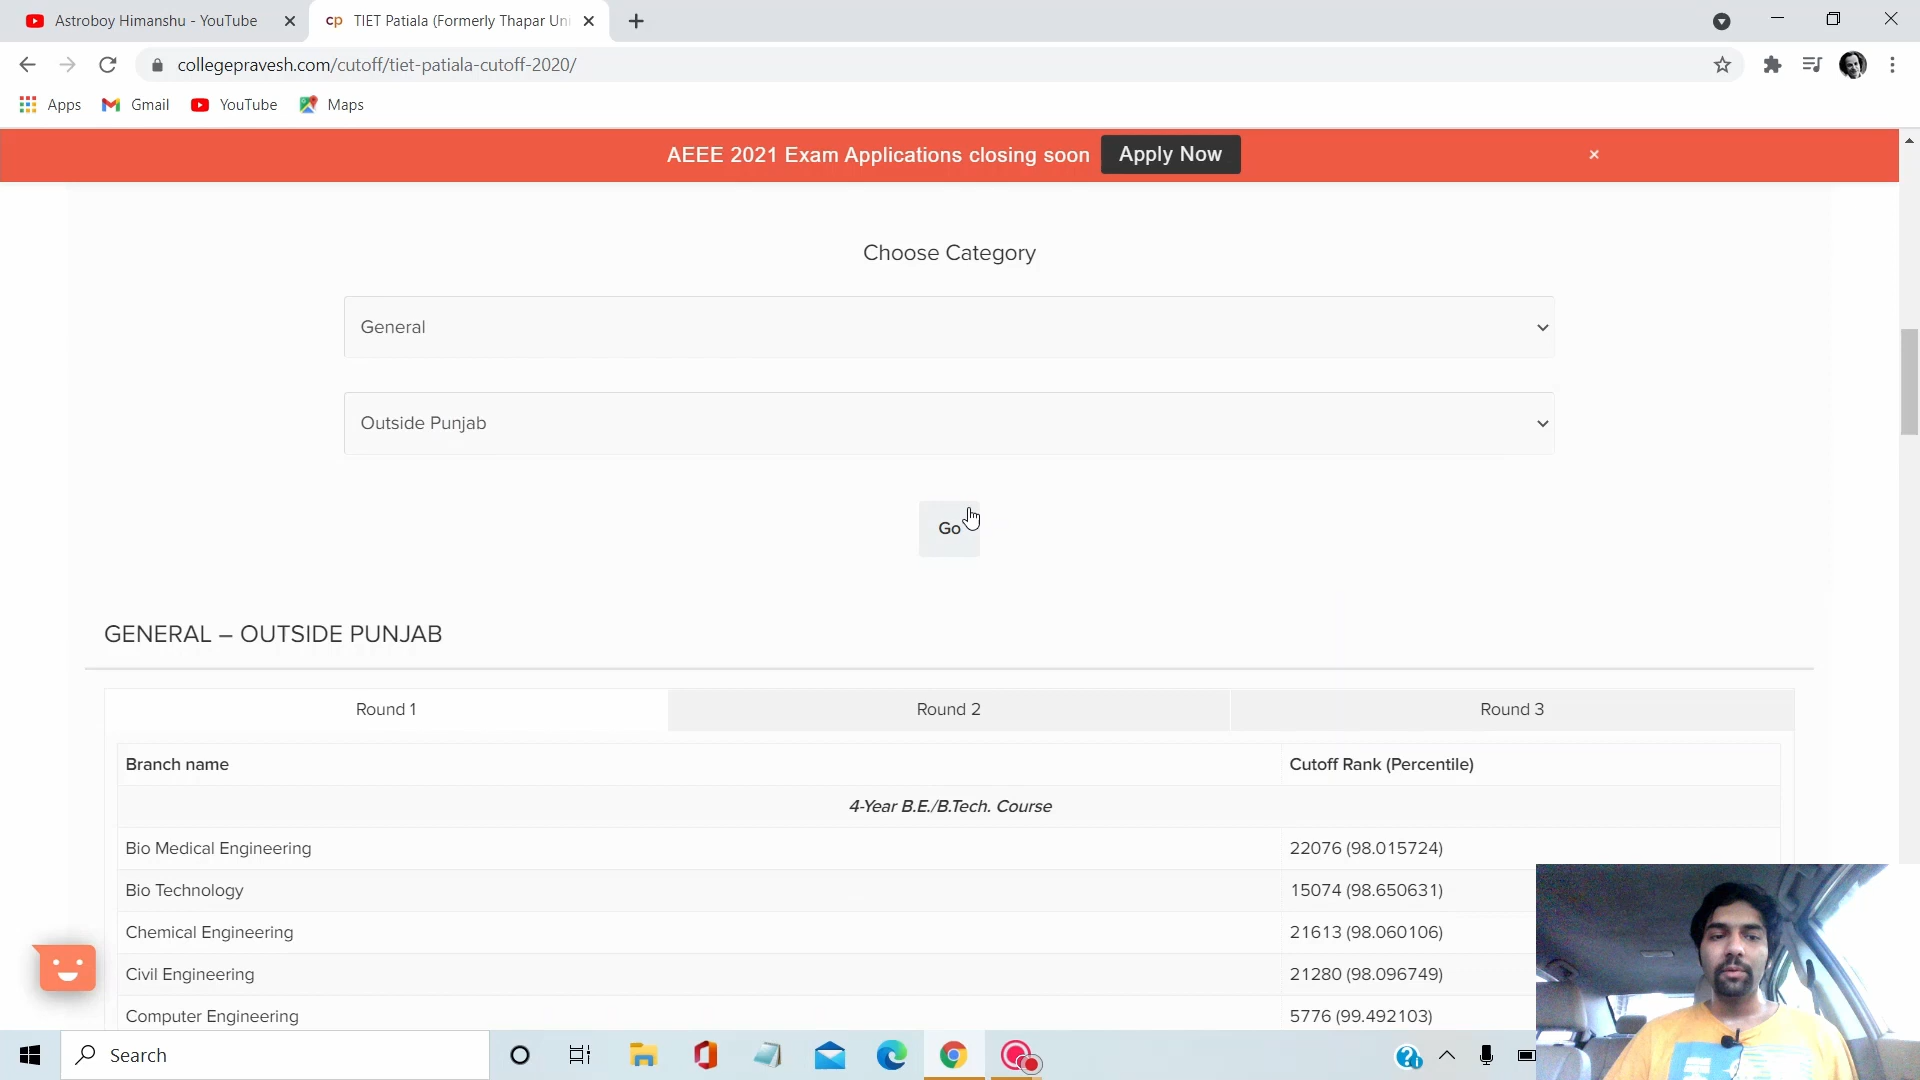 Astroboy Himanshu - YouTube
cp TIET Patiala (Formerly Thapar Uni
collegepravesh.com/cutoff/tiet-patiala-cutoff-2020/
Apps Gmail YouTube Maps
AEEE 2021 Exam Applications closing soon Apply Now ×
Choose Category
General
Outside Punjab
Go
GENERAL – OUTSIDE PUNJAB
Round 1 Round 2 Round 3
Branch name Cutoff Rank (Percentile)
4-Year B.E./B.Tech. Course
Bio Medical Engineering 22076 (98.015724)
Bio Technology 15074 (98.650631)
Chemical Engineering 21613 (98.060106)
Civil Engineering 21280 (98.096749)
Computer Engineering 5776 (99.492103)
Search